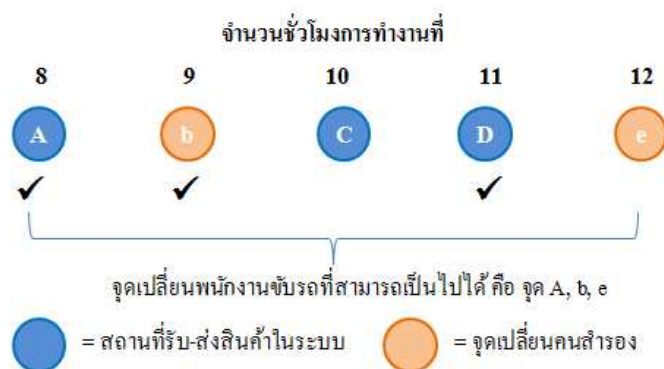 จำนวนชั่วโมงการทำงานที่
8 9 10 11 12
A b C D e
จุดเปลี่ยนพนักงานขับรถที่สามารถเป็นไปได้ คือ จุด A, b, e
= สถานที่รับ-ส่งสินค้าในระบบ = จุดเปลี่ยนคนสำรอง